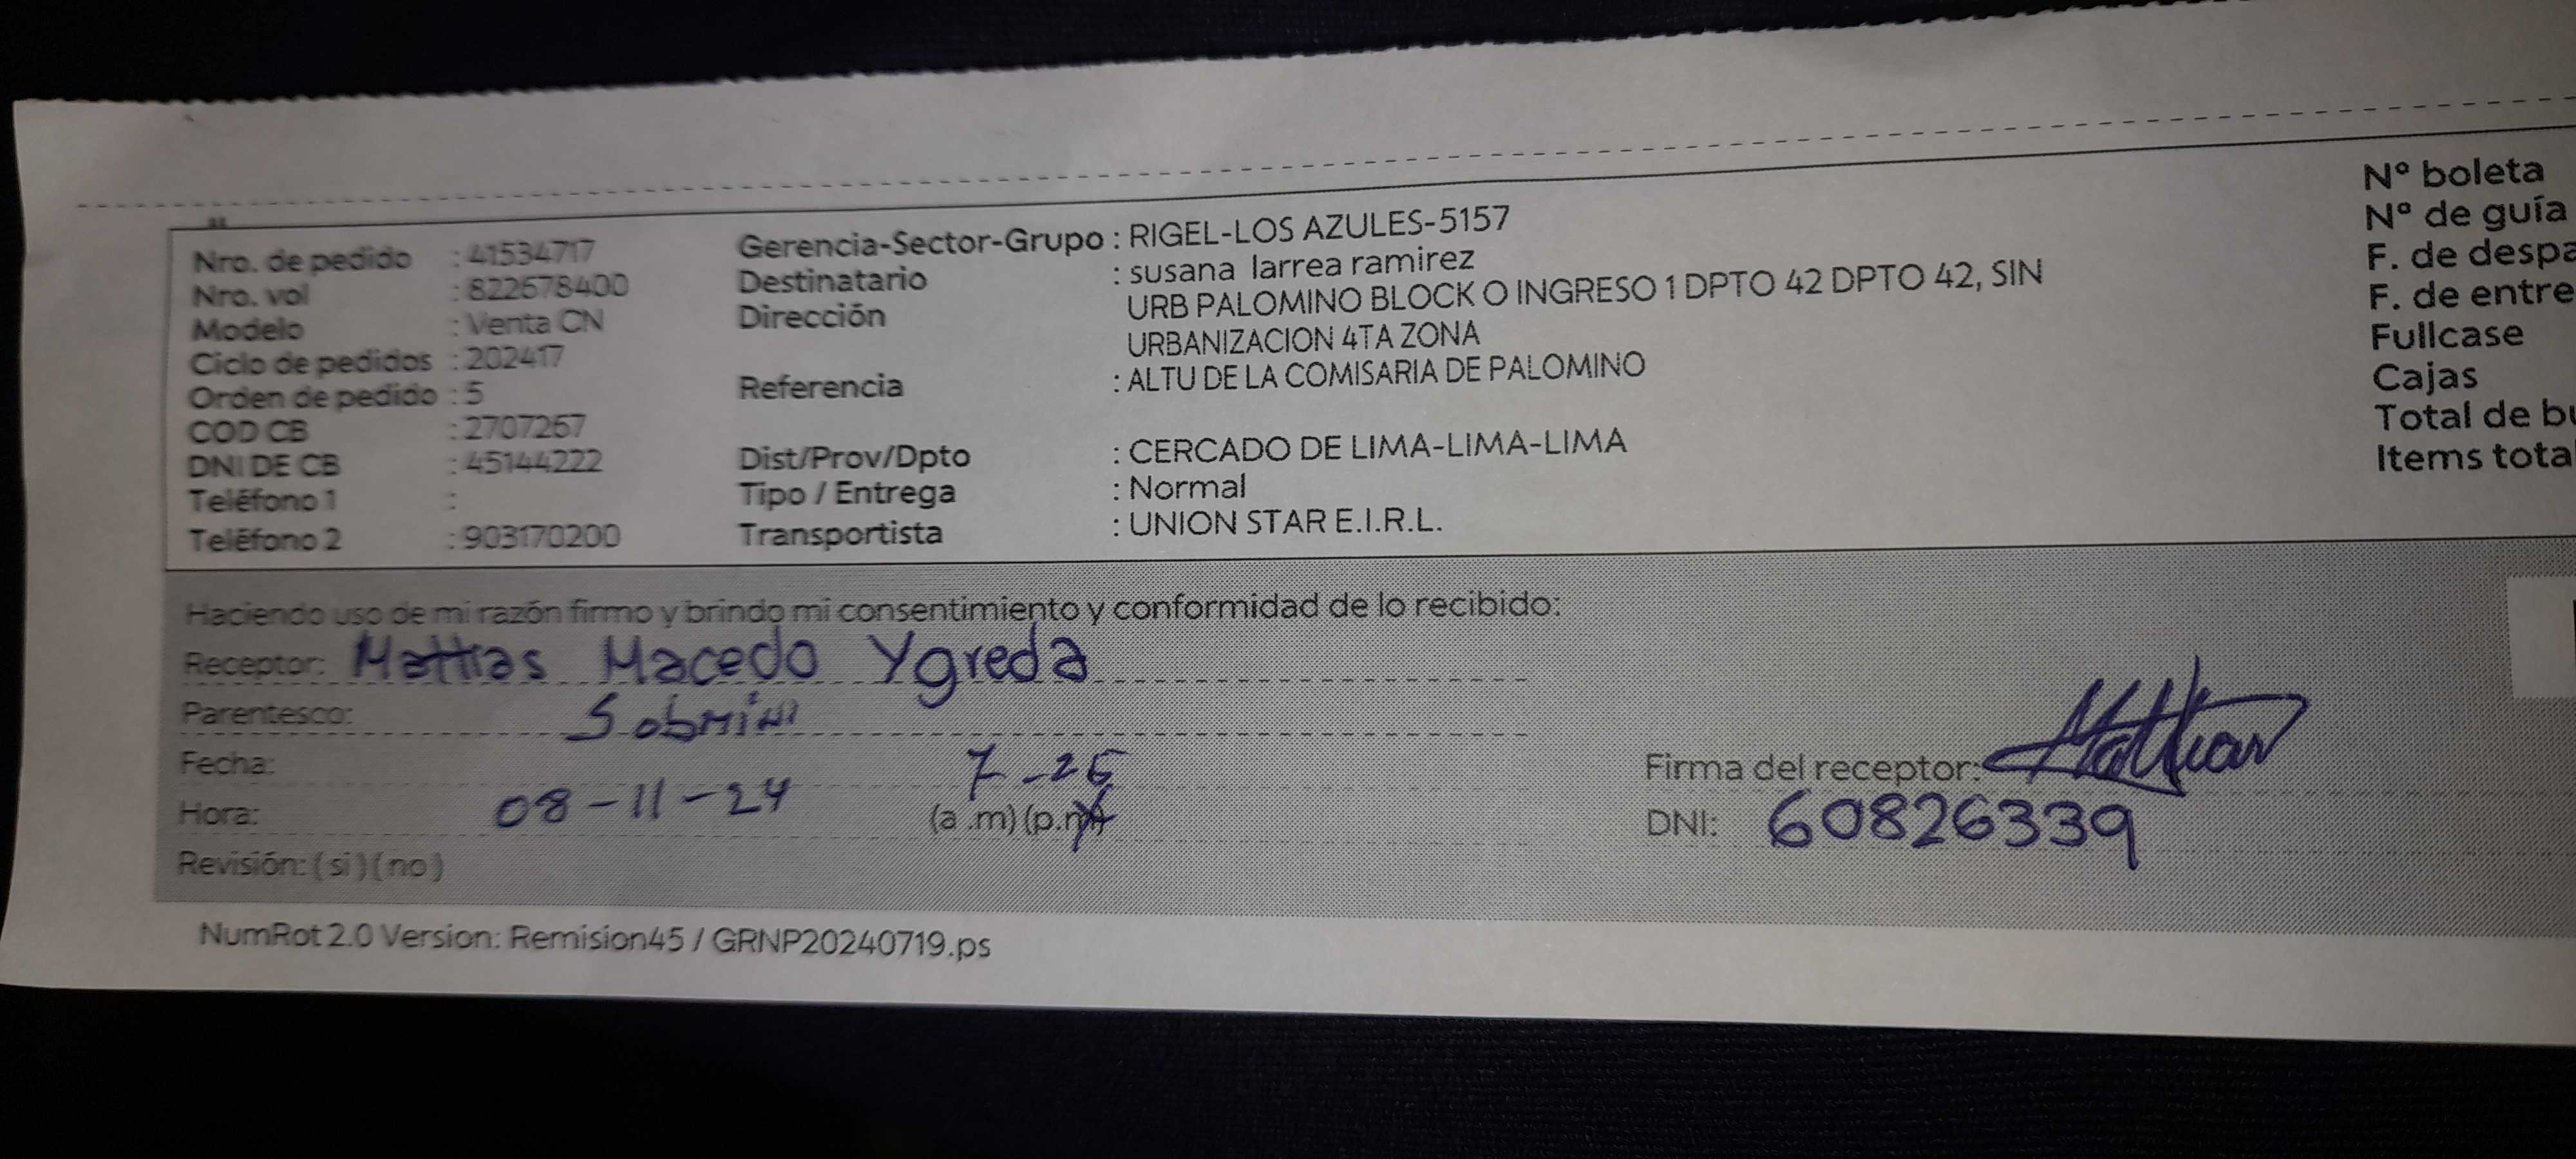 Nro. de pedido : 41534717
Nro. vol : 822678400
Modelo : Venta CN
Ciclo de pedidos : 202417
Orden de pedido : 5
COD CB : 2707267
DNI DE CB : 45144222
Teléfono 1 :
Teléfono 2 : 903170200
Gerencia-Sector-Grupo : RIGEL-LOS AZULES-5157
Destinatario : susana larrea ramirez
Dirección URB PALOMINO BLOCK O INGRESO 1 DPTO 42 DPTO 42, SIN
URBANIZACION 4TA ZONA
Referencia : ALTU DE LA COMISARIA DE PALOMINO
Dist/Prov/Dpto : CERCADO DE LIMA-LIMA-LIMA
Tipo / Entrega : Normal
Transportista : UNION STAR E.I.R.L.
N° boleta
N° de guía
F. de despa
F. de entre
Fullcase
Cajas
Total de bu
Items tota
Haciendo uso de mi razón firmo y brindo mi consentimiento y conformidad de lo recibido:
Receptor: Mattias Macedo Ygreda
Parentesco:
Fecha: 7-25
Hora: 08-11-24 (a .m) (p.m)
Revisión: ( si ) ( no )
Firma del receptor: Mattias
DNI: 60826339
NumRot 2.0 Version: Remision45 / GRNP20240719.ps